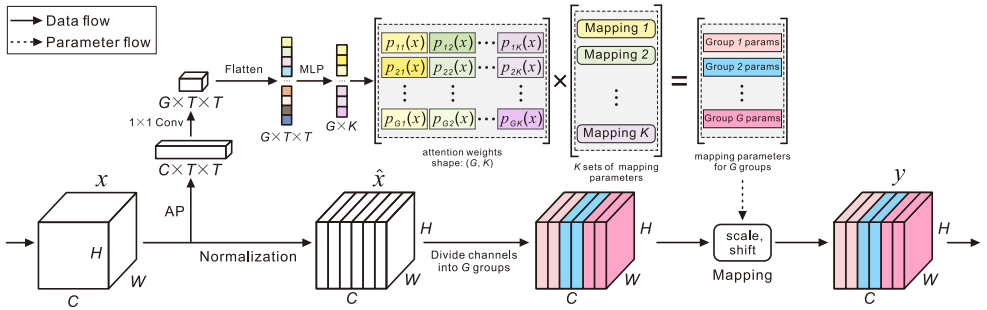 Data flow
Parameter flow
G×T×T
1×1 Conv
C×T×T
AP
Flatten
MLP
G×T×T
G×K
p₁₁(x) p₁₂(x) ··· p₁K(x)
p₂₁(x) p₂₂(x) ··· p₂K(x)
⋮ ⋮ ⋮
pG₁(x) pG₂(x) ··· pGK(x)
attention weights
shape: (G, K)
×
Mapping 1
Mapping 2
⋮
Mapping K
K sets of mapping
parameters
=
Group 1 params
Group 2 params
⋮
Group G params
mapping parameters
for G groups
x
H
W
C
Normalization
x̂
H
W
C
Divide channels
into G groups
H
W
C
scale,
shift
Mapping
y
H
W
C